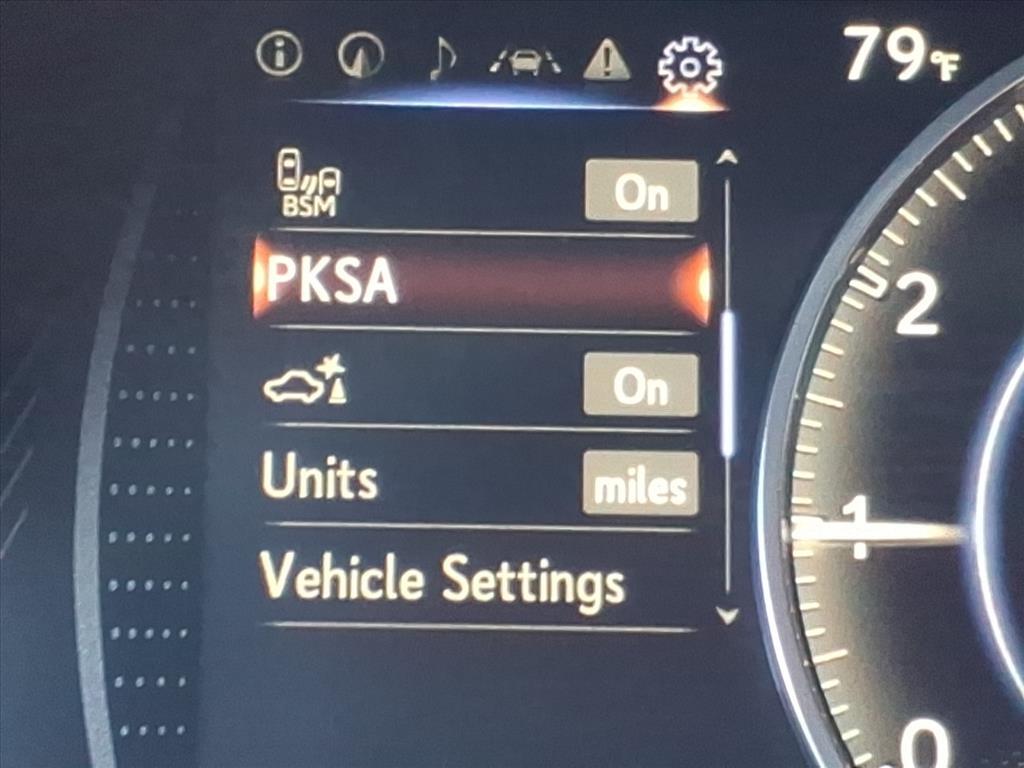 79°F
BSM
On
PKSA
On
Units
miles
Vehicle Settings
2
1
0